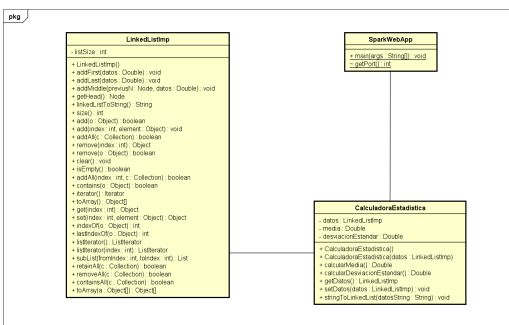 pkg
LinkedListImp
- listSize : int
+ LinkedListImp()
+ addFirst(datos : Double) : void
+ addLast(datos : Double) : void
+ addMiddle(previusN : Node, datos : Double) : void
+ getHead() : Node
+ linkedListToString() : String
+ size() : int
+ add(o : Object) : boolean
+ add(index : int, element : Object) : void
+ addAll(c : Collection) : boolean
+ remove(index : int) : Object
+ remove(o : Object) : boolean
+ clear() : void
+ isEmpty() : boolean
+ addAll(index : int, c : Collection) : boolean
+ contains(o : Object) : boolean
+ iterator() : Iterator
+ toArray() : Object[]
+ get(index : int) : Object
+ set(index : int, element : Object) : Object
+ indexOf(o : Object) : int
+ lastIndexOf(o : Object) : int
+ listIterator() : ListIterator
+ listIterator(index : int) : ListIterator
+ subList(fromIndex : int, toIndex : int) : List
+ retainAll(c : Collection) : boolean
+ removeAll(c : Collection) : boolean
+ containsAll(c : Collection) : boolean
+ toArray(a : Object[]) : Object[]
SparkWebApp
+ main(args : String[]) : void
~ getPort() : int
CalculadoraEstadistica
- datos : LinkedListImp
- media : Double
- desviacionEstandar : Double
+ CalculadoraEstadistica()
+ CalculadoraEstadistica(datos : LinkedListImp)
+ calcularMedia() : Double
+ calcularDesviacionEstandar() : Double
+ getDatos() : LinkedListImp
+ setDatos(datos : LinkedListImp) : void
+ stringToLinkedList(datosString : String) : void